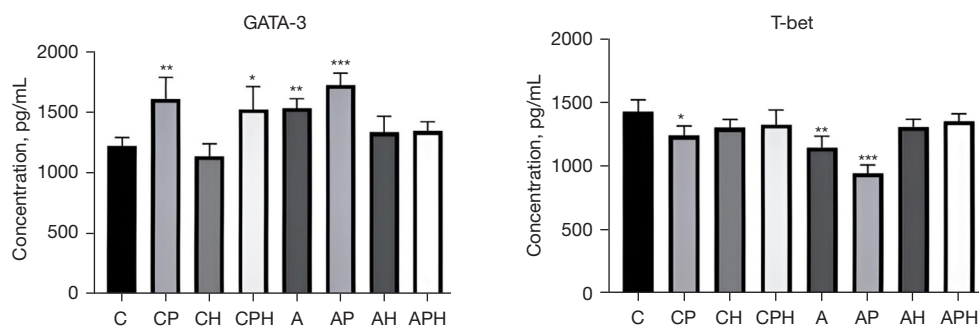 GATA-3
Concentration, pg/mL
2000
1500
1000
500
0
**
*
**
***
C CP CH CPH A AP AH APH
T-bet
Concentration, pg/mL
2000
1500
1000
500
0
*
**
***
C CP CH CPH A AP AH APH